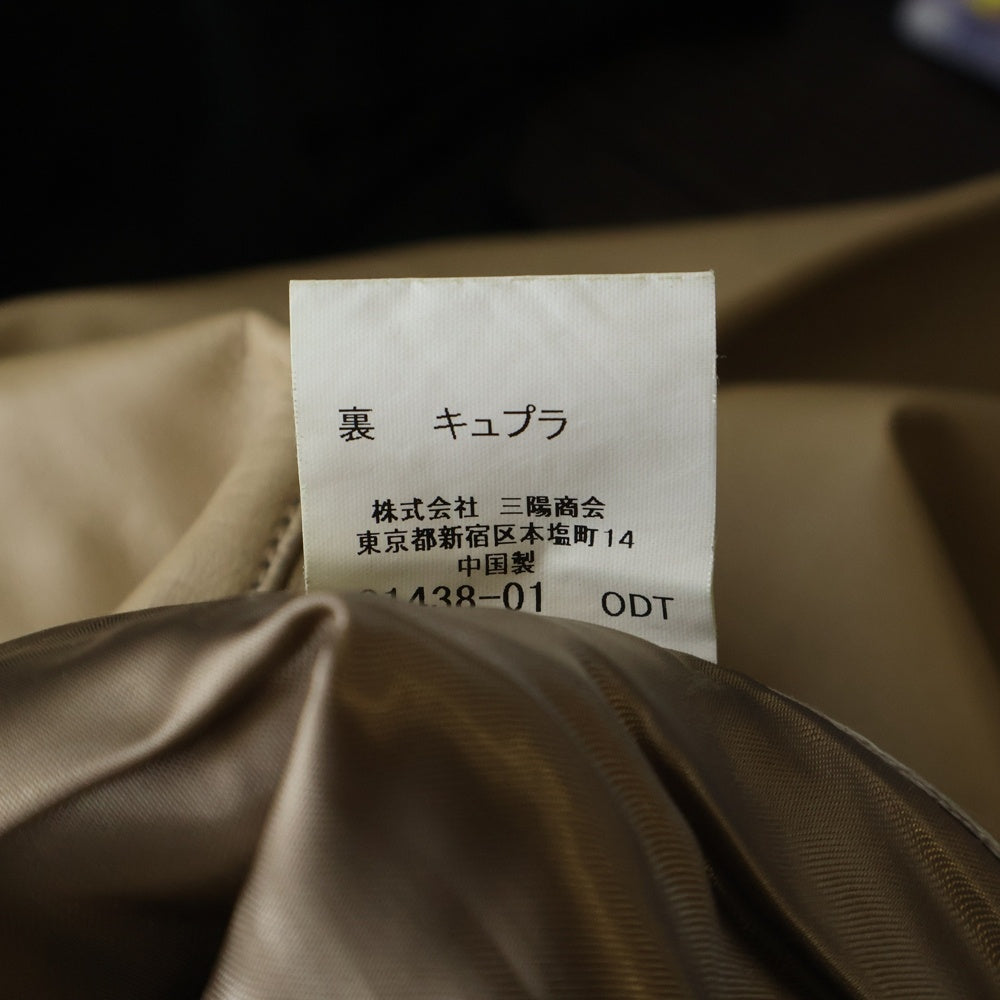 裏 キュプラ
株式会社 三陽商会
東京都新宿区本塩町14
中国製
1438-01 ODT